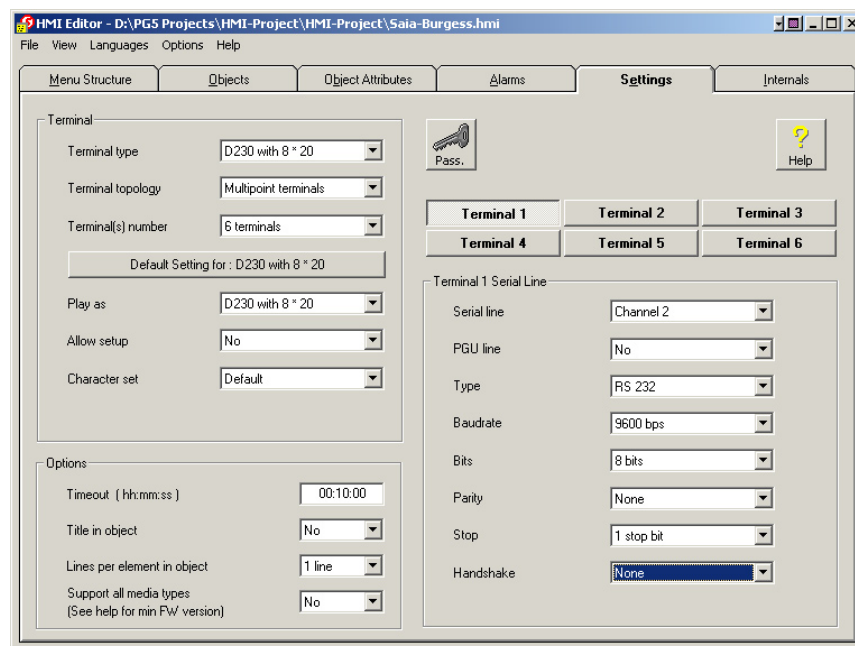 HMI Editor - D:\PG5 Projects\HMI-Project\HMI-Project\Saia-Burgess.hmi
File View Languages Options Help
Menu Structure Objects Object Attributes Alarms Settings Internals
Terminal
Terminal type D230 with 8 * 20
Terminal topology Multipoint terminals
Terminal(s) number 6 terminals
Default Setting for : D230 with 8 * 20
Play as D230 with 8 * 20
Allow setup No
Character set Default
Options
Timeout ( hh:mm:ss ) 00:10:00
Title in object No
Lines per element in object 1 line
Support all media types
(See help for min FW version) No
Pass. Help
?
Terminal 1 Terminal 2 Terminal 3
Terminal 4 Terminal 5 Terminal 6
Terminal 1 Serial Line
Serial line Channel 2
PGU line No
Type RS 232
Baudrate 9600 bps
Bits 8 bits
Parity None
Stop 1 stop bit
Handshake None